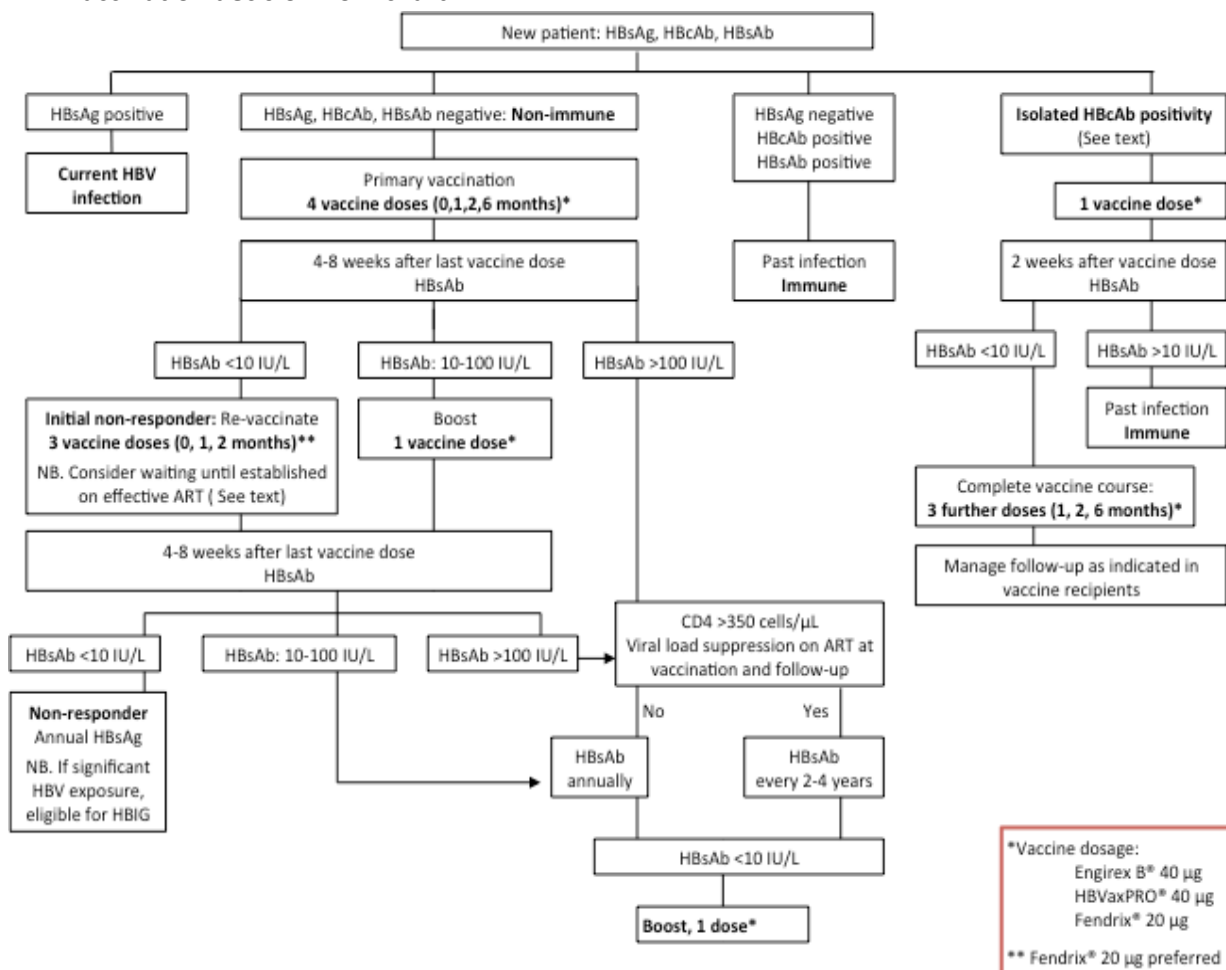 New patient: HBsAg, HBcAb, HBsAb
HBsAg positive
Current HBV
infection
HBsAg, HBcAb, HBsAb negative: Non-immune
Primary vaccination
4 vaccine doses (0,1,2,6 months)*
4-8 weeks after last vaccine dose
HBsAb
HBsAg negative
HBcAb positive
HBsAb positive
Past infection
Immune
Isolated HBcAb positivity
(See text)
1 vaccine dose*
2 weeks after vaccine dose
HBsAb
HBsAb <10 IU/L
HBsAb >10 IU/L
Past infection
Immune
Complete vaccine course:
3 further doses (1, 2, 6 months)*
Manage follow-up as indicated in
vaccine recipients
HBsAb <10 IU/L
HBsAb: 10-100 IU/L
HBsAb >100 IU/L
Initial non-responder: Re-vaccinate
3 vaccine doses (0, 1, 2 months)**
NB. Consider waiting until established
on effective ART ( See text)
Boost
1 vaccine dose*
4-8 weeks after last vaccine dose
HBsAb
HBsAb <10 IU/L
HBsAb: 10-100 IU/L
HBsAb >100 IU/L
Non-responder
Annual HBsAg
NB. If significant
HBV exposure,
eligible for HBIG
CD4 >350 cells/µL
Viral load suppression on ART at
vaccination and follow-up
No
Yes
HBsAb
annually
HBsAb
every 2-4 years
HBsAb <10 IU/L
Boost, 1 dose*
*Vaccine dosage:
Engirex B® 40 µg
HBVaxPRO® 40 µg
Fendrix® 20 µg
** Fendrix® 20 µg preferred